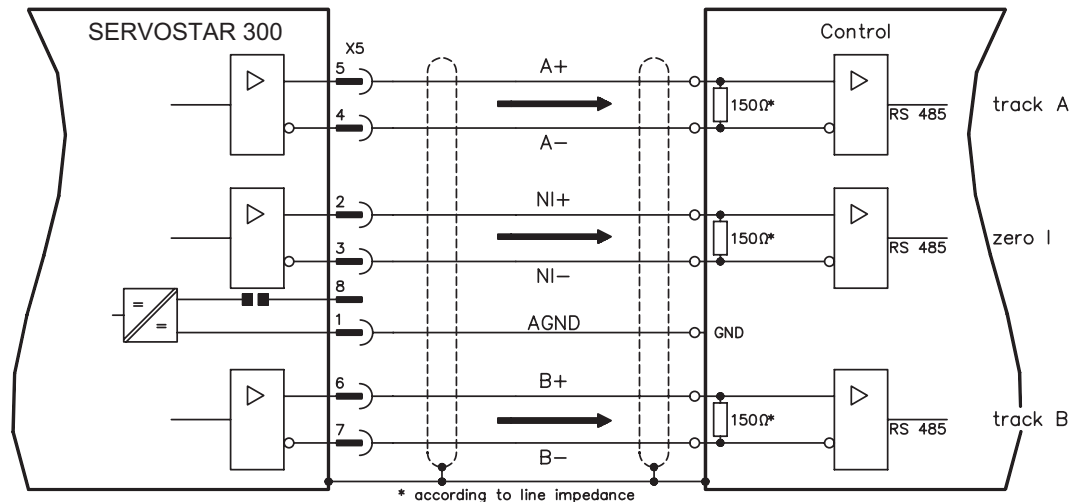 SERVOSTAR 300
Control
X5
5
A+
150Ω*
RS 485
track A
4
A−
2
NI+
150Ω*
RS 485
zero I
3
NI−
8
=
=
1
AGND
GND
6
B+
150Ω*
RS 485
track B
7
B−
* according to line impedance